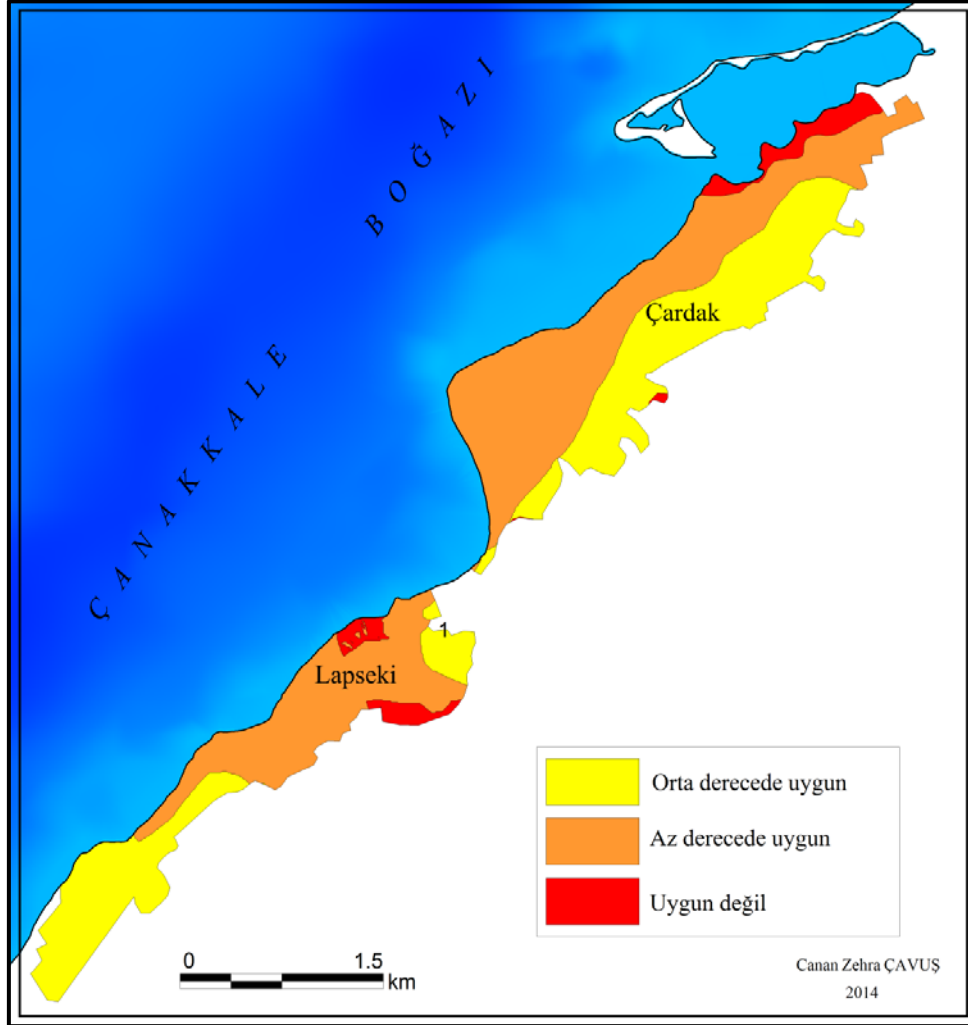 ÇANAKKALE BOĞAZI
Çardak
1
Lapseki
Orta derecede uygun
Az derecede uygun
Uygun değil
0 1.5
km
Canan Zehra ÇAVUŞ
2014